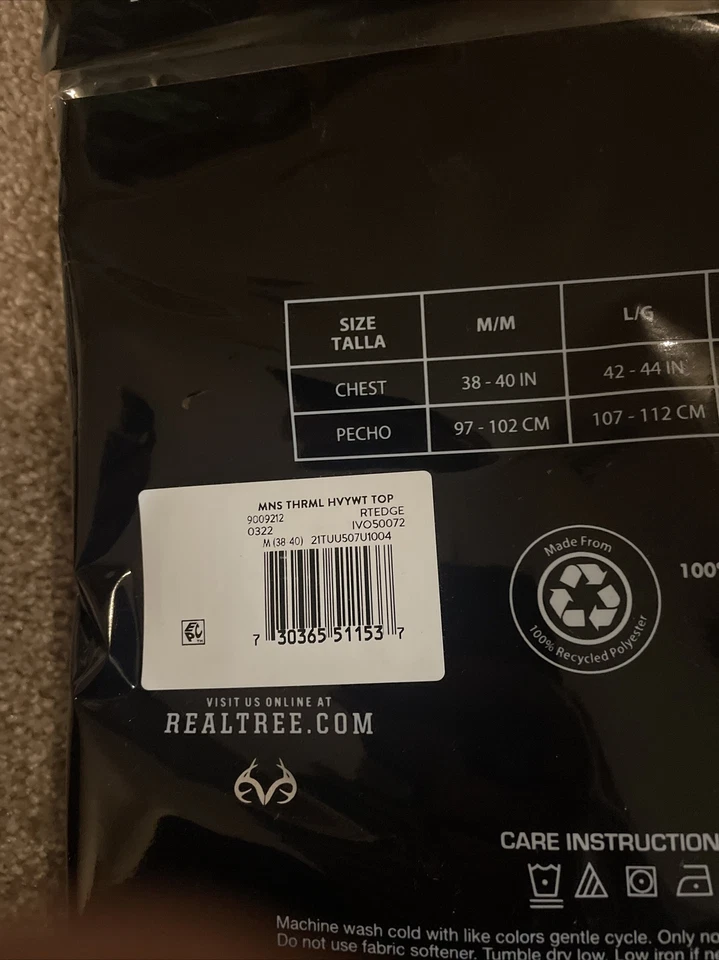 SIZE
TALLA
M/M
L/G
CHEST
38 - 40 IN
42 - 44 IN
PECHO
97 - 102 CM
107 - 112 CM
MNS THRML HVYWT TOP
9009212 RTEDGE
0322 IVO50072
M (38-40) 21TUU507U1004
7 30365 51153 7
Made From
100% Recycled Polyester
VISIT US ONLINE AT
REALTREE.COM
CARE INSTRUCTION
Machine wash cold with like colors gentle cycle. Only
Do not use fabric softener. Tumble dry low. Low iron if